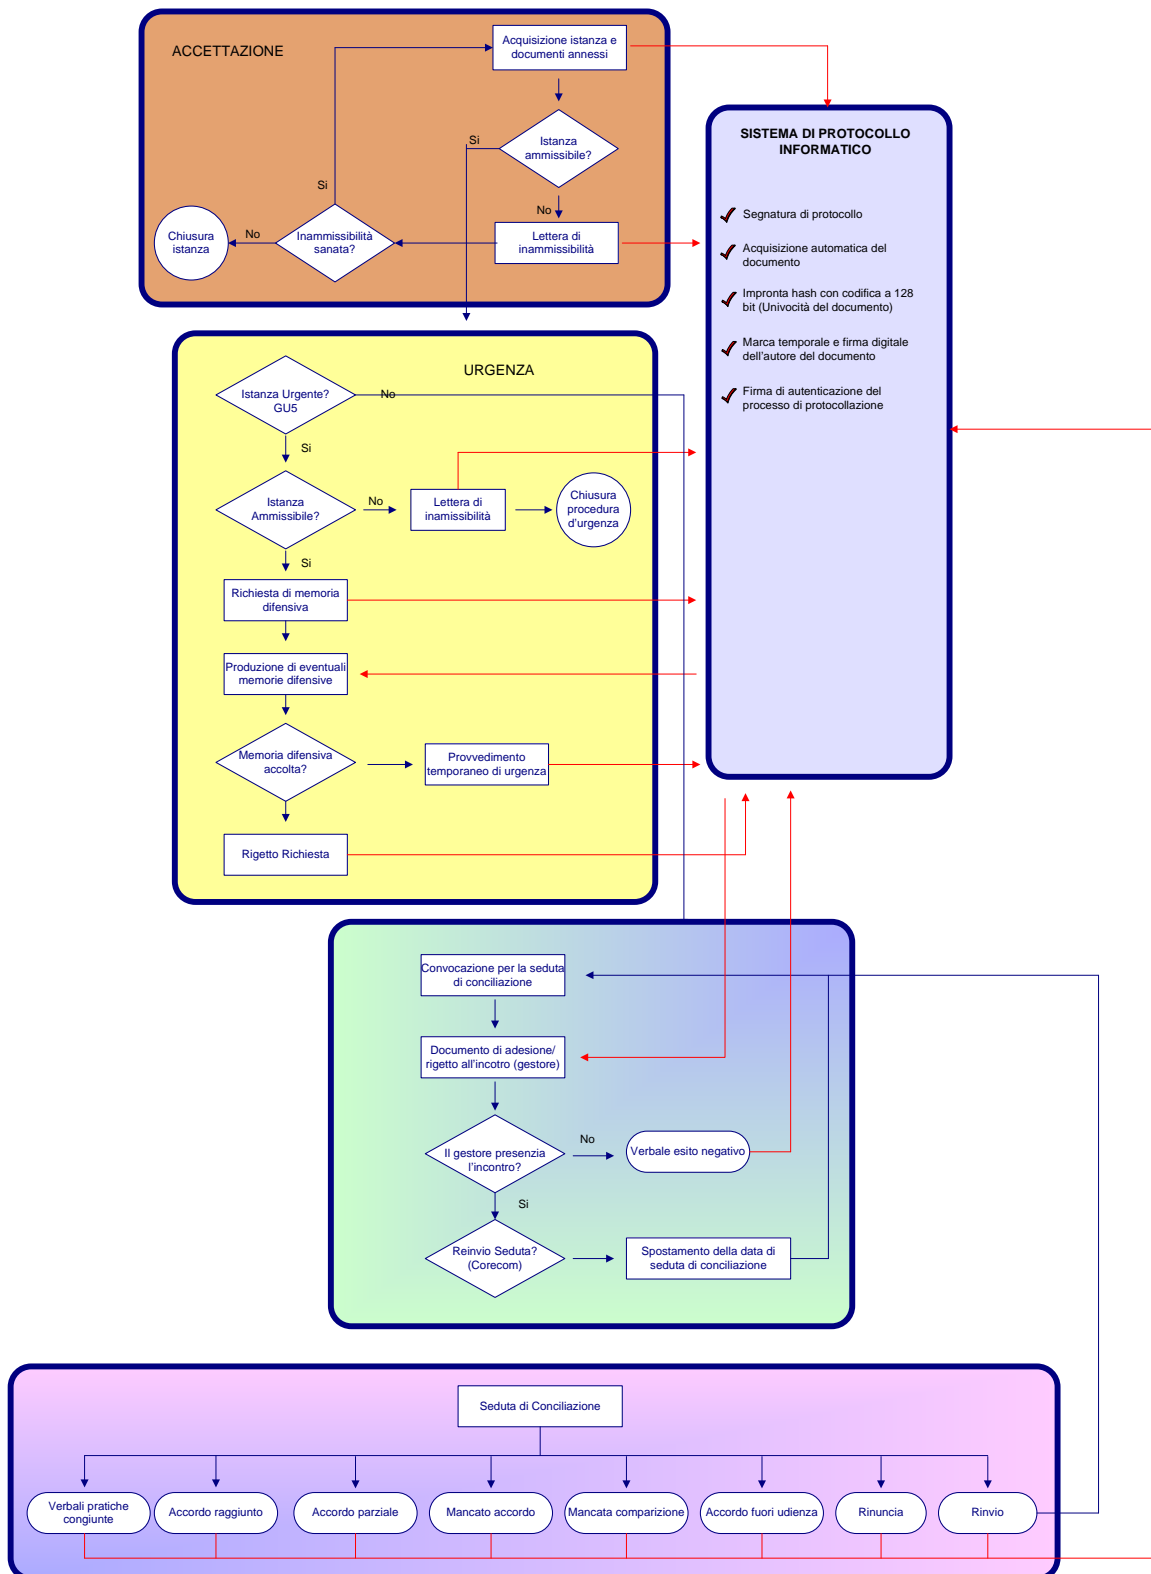 ACCETTAZIONE
Acquisizione istanza e
documenti annessi
Si
Istanza
ammissibile?
Si
No
Chiusura
istanza
No
Inammissibilità
sanata?
Lettera di
inammissibilità
SISTEMA DI PROTOCOLLO
INFORMATICO
Segnatura di protocollo
Acquisizione automatica del
documento
Impronta hash con codifica a 128
bit (Univocità del documento)
Marca temporale e firma digitale
dell'autore del documento
Firma di autenticazione del
processo di protocollazione
URGENZA
Istanza Urgente?
GU5
No
Si
Istanza
Ammissibile?
No
Lettera di
inamissibilità
Chiusura
procedura
d'urgenza
Si
Richiesta di memoria
difensiva
Produzione di eventuali
memorie difensive
Memoria difensiva
accolta?
Provvedimento
temporaneo di urgenza
Rigetto Richiesta
Convocazione per la seduta
di conciliazione
Documento di adesione/
rigetto all'incotro (gestore)
Il gestore presenzia
l'incontro?
No
Verbale esito negativo
Si
Reinvio Seduta?
(Corecom)
Spostamento della data di
seduta di conciliazione
Seduta di Conciliazione
Verbali pratiche
congiunte
Accordo raggiunto
Accordo parziale
Mancato accordo
Mancata comparizione
Accordo fuori udienza
Rinuncia
Rinvio